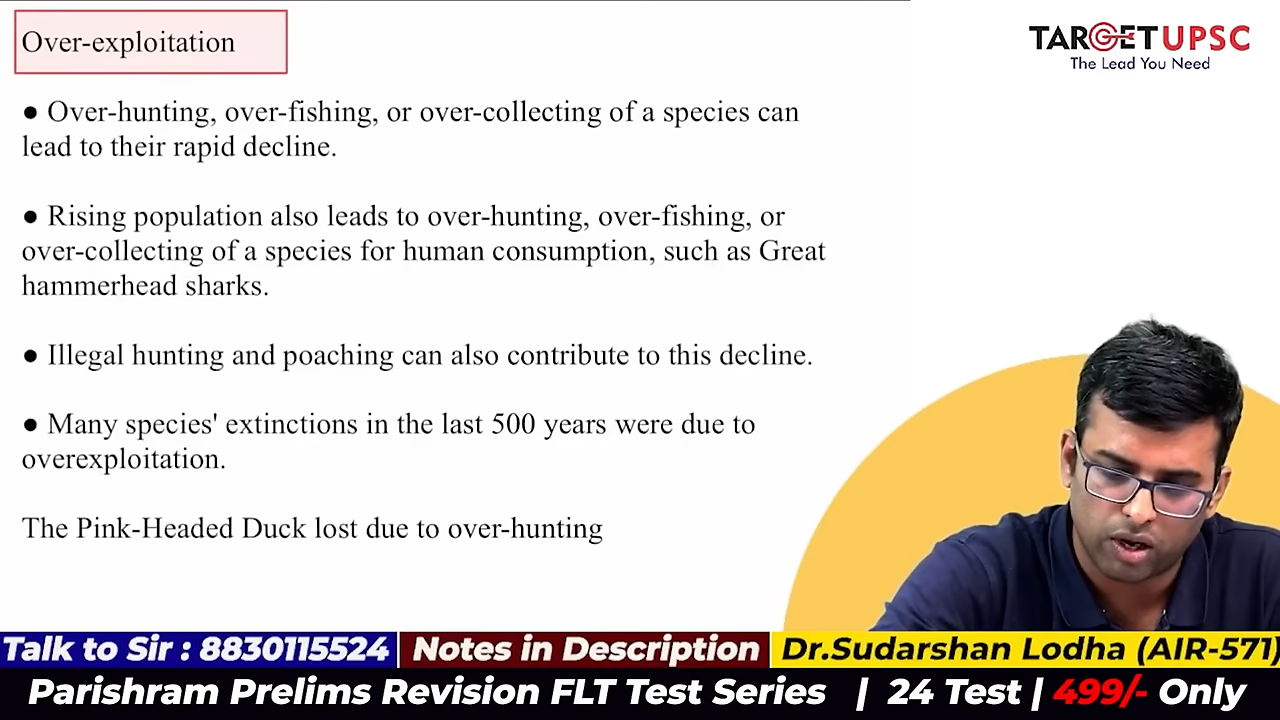 Over-exploitation
TARGETUPSC
The Lead You Need
● Over-hunting, over-fishing, or over-collecting of a species can
lead to their rapid decline.
● Rising population also leads to over-hunting, over-fishing, or
over-collecting of a species for human consumption, such as Great
hammerhead sharks.
● Illegal hunting and poaching can also contribute to this decline.
● Many species' extinctions in the last 500 years were due to
overexploitation.
The Pink-Headed Duck lost due to over-hunting
Talk to Sir : 8830115524
Notes in Description
Dr.Sudarshan Lodha (AIR-571)
Parishram Prelims Revision FLT Test Series | 24 Test | 499/- Only